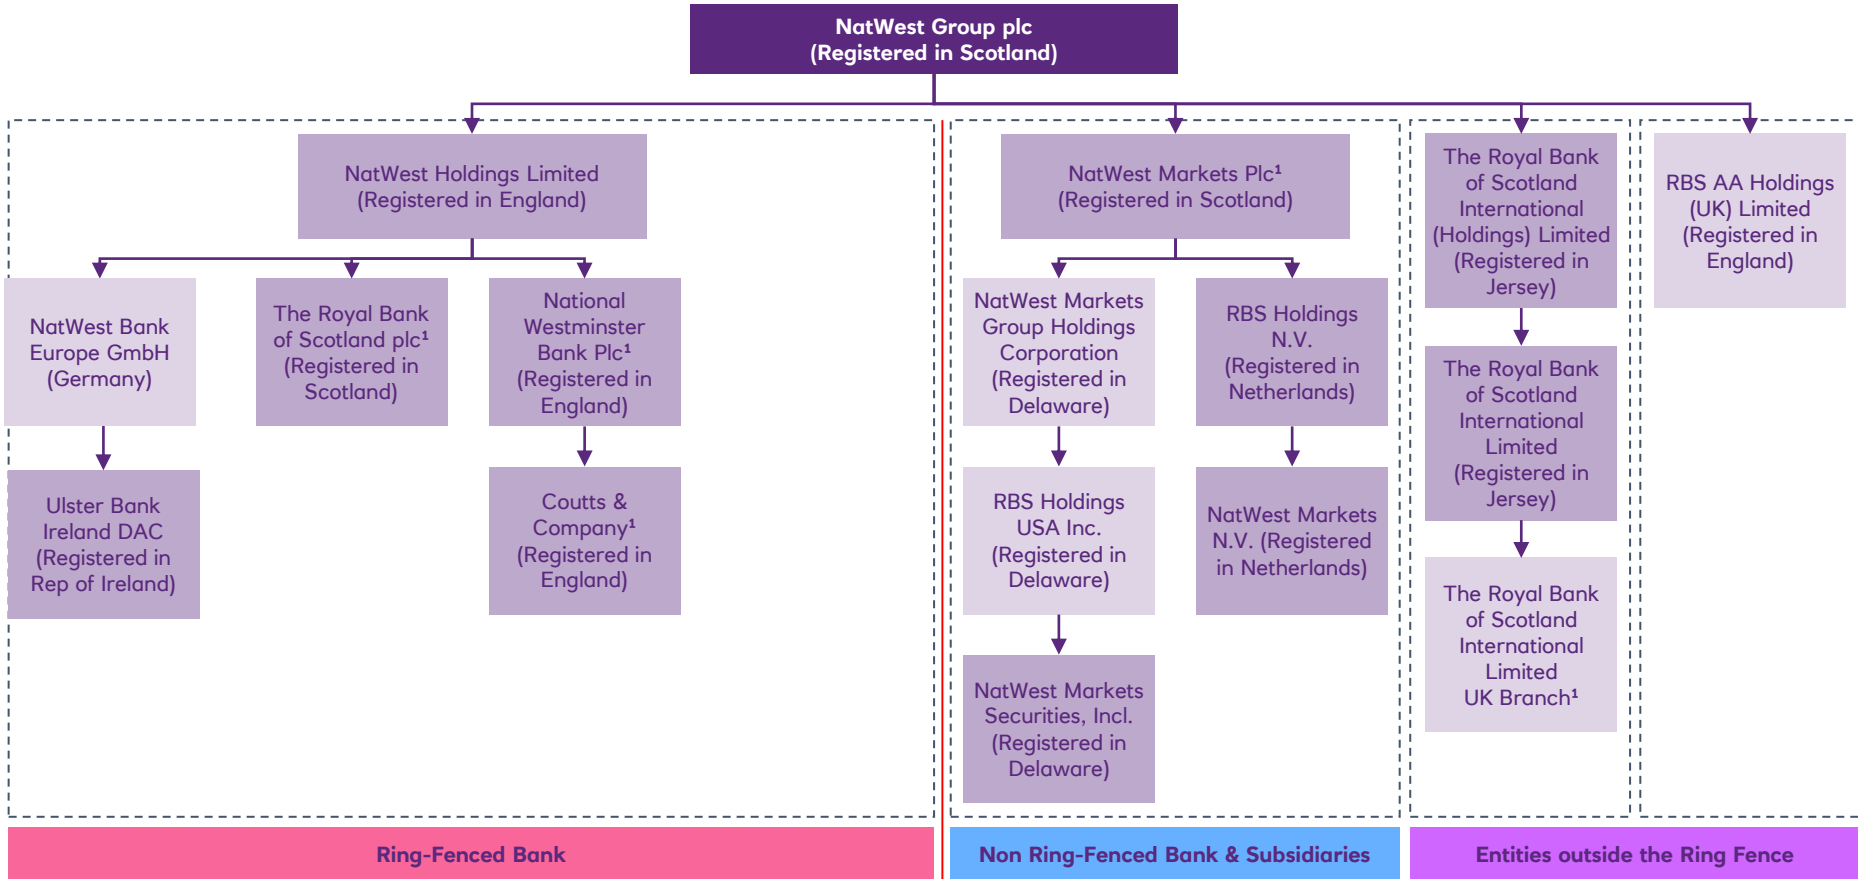 NatWest Group plc
(Registered in Scotland)
NatWest Holdings Limited
(Registered in England)
NatWest Markets Plc¹
(Registered in Scotland)
The Royal Bank
of Scotland
International
(Holdings) Limited
(Registered in
Jersey)
RBS AA Holdings
(UK) Limited
(Registered in
England)
NatWest Bank
Europe GmbH
(Germany)
The Royal Bank
of Scotland plc¹
(Registered in
Scotland)
National
Westminster
Bank Plc¹
(Registered in
England)
NatWest Markets
Group Holdings
Corporation
(Registered in
Delaware)
RBS Holdings
N.V.
(Registered in
Netherlands)
The Royal Bank
of Scotland
International
Limited
(Registered in
Jersey)
Ulster Bank
Ireland DAC
(Registered in
Rep of Ireland)
Coutts &
Company¹
(Registered in
England)
RBS Holdings
USA Inc.
(Registered in
Delaware)
NatWest Markets
N.V. (Registered
in Netherlands)
The Royal Bank
of Scotland
International
Limited
UK Branch¹
NatWest Markets
Securities, Incl.
(Registered in
Delaware)
Ring-Fenced Bank
Non Ring-Fenced Bank & Subsidiaries
Entities outside the Ring Fence